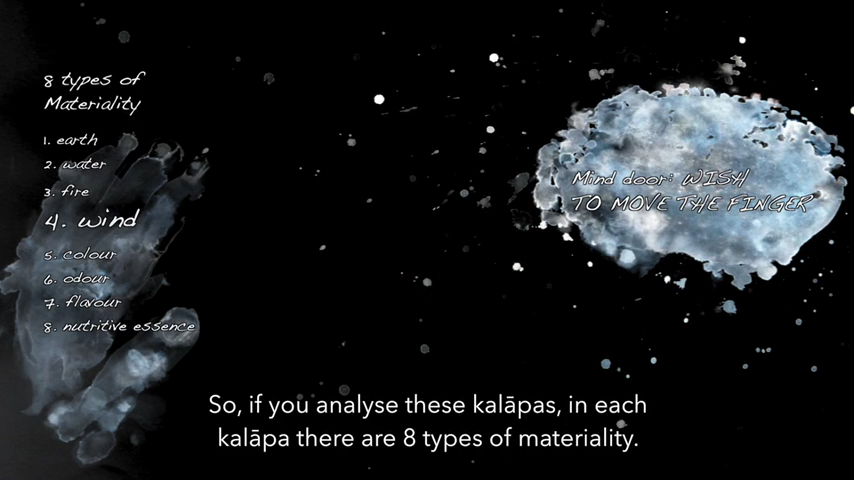 8 types of
Materiality
1. earth
2. water
3. fire
4. wind
5. colour
6. odour
7. flavour
8. nutritive essence
Mind door: WISH
TO MOVE THE FINGER
So, if you analyse these kalāpas, in each
kalāpa there are 8 types of materiality.